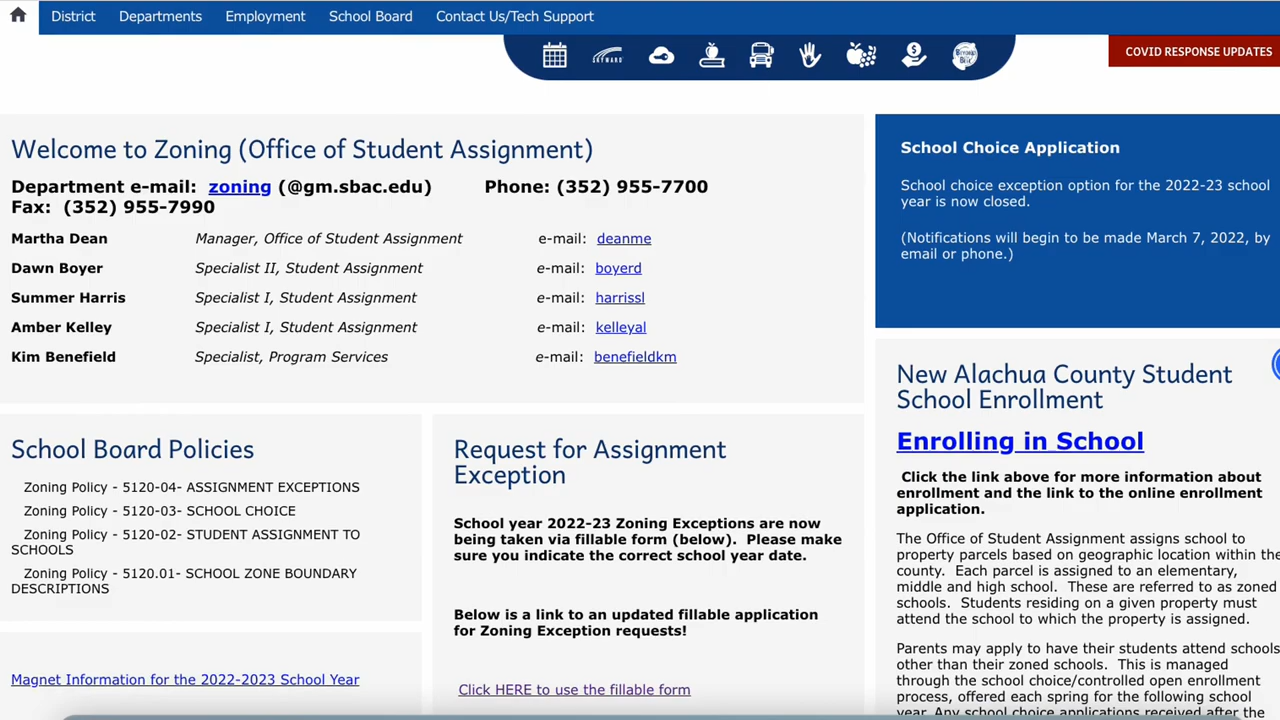 District Departments Employment School Board Contact Us/Tech Support
SKYWARD
COVID RESPONSE UPDATES
Welcome to Zoning (Office of Student Assignment)
Department e-mail: zoning (@gm.sbac.edu) Phone: (352) 955-7700
Fax: (352) 955-7990
Martha Dean Manager, Office of Student Assignment e-mail: deanme
Dawn Boyer Specialist II, Student Assignment e-mail: boyerd
Summer Harris Specialist I, Student Assignment e-mail: harrissl
Amber Kelley Specialist I, Student Assignment e-mail: kelleyal
Kim Benefield Specialist, Program Services e-mail: benefieldkm
School Board Policies
Zoning Policy - 5120-04- ASSIGNMENT EXCEPTIONS
Zoning Policy - 5120-03- SCHOOL CHOICE
Zoning Policy - 5120-02- STUDENT ASSIGNMENT TO
SCHOOLS
Zoning Policy - 5120.01- SCHOOL ZONE BOUNDARY
DESCRIPTIONS
Magnet Information for the 2022-2023 School Year
Request for Assignment
Exception
School year 2022-23 Zoning Exceptions are now
being taken via fillable form (below). Please make
sure you indicate the correct school year date.
Below is a link to an updated fillable application
for Zoning Exception requests!
Click HERE to use the fillable form
School Choice Application
School choice exception option for the 2022-23 school
year is now closed.
(Notifications will begin to be made March 7, 2022, by
email or phone.)
New Alachua County Student
School Enrollment
Enrolling in School
Click the link above for more information about
enrollment and the link to the online enrollment
application.
The Office of Student Assignment assigns school to
property parcels based on geographic location within the
county. Each parcel is assigned to an elementary,
middle and high school. These are referred to as zoned
schools. Students residing on a given property must
attend the school to which the property is assigned.
Parents may apply to have their students attend schools
other than their zoned schools. This is managed
through the school choice/controlled open enrollment
process, offered each spring for the following school
year. Any school choice applications received after the